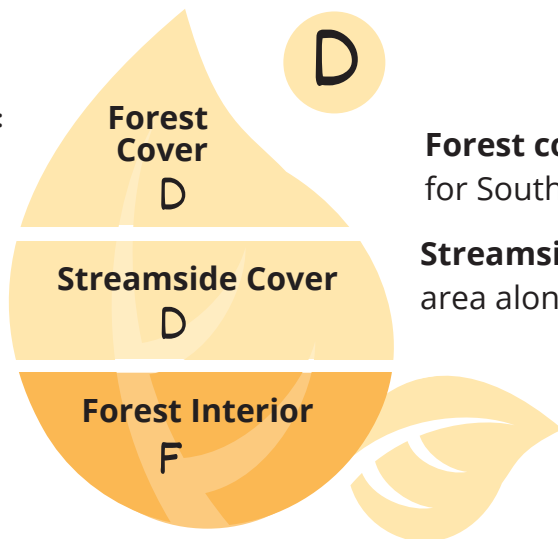 D
:
Forest
Cover
D
Forest co
for South
Streamside Cover
D
Streamsi
area alon
Forest Interior
F